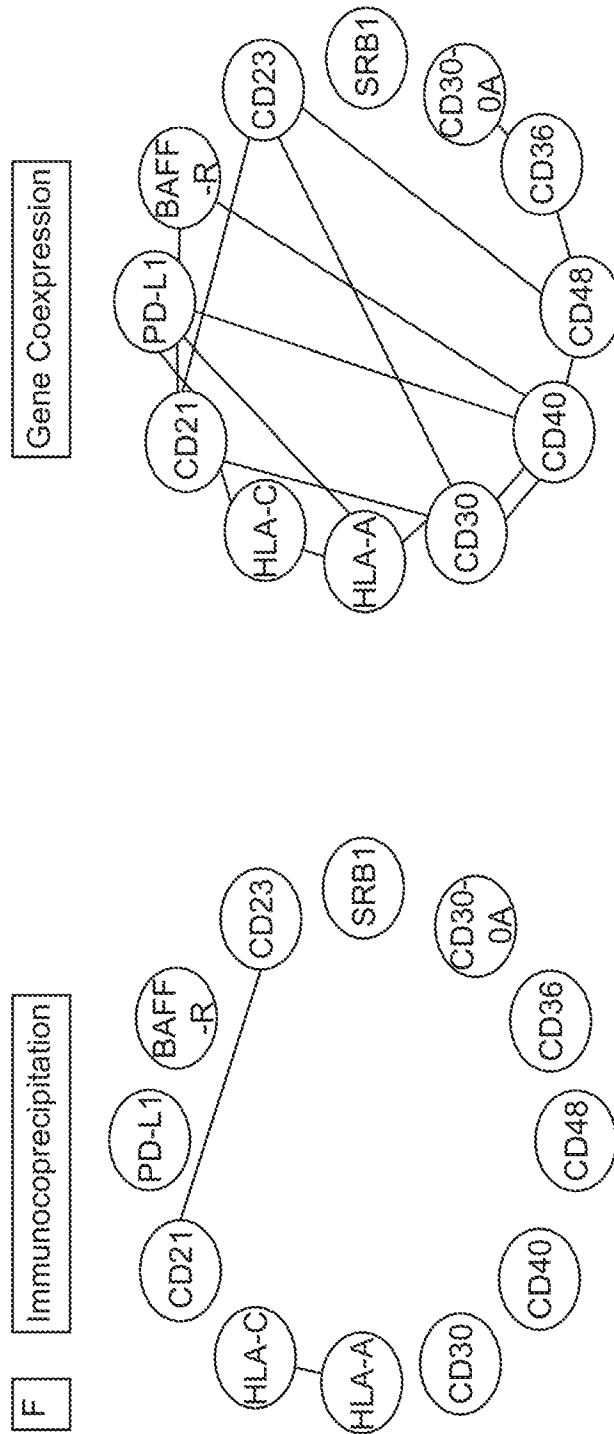 F
Immunocoprecipitation
PD-L1
BAFF
-R
CD21
CD23
HLA-C
SRB1
HLA-A
CD30-
0A
CD30
CD36
CD40
CD48
Gene Coexpression
PD-L1
BAFF
-R
CD21
CD23
HLA-C
SRB1
HLA-A
CD30-
0A
CD30
CD36
CD40
CD48